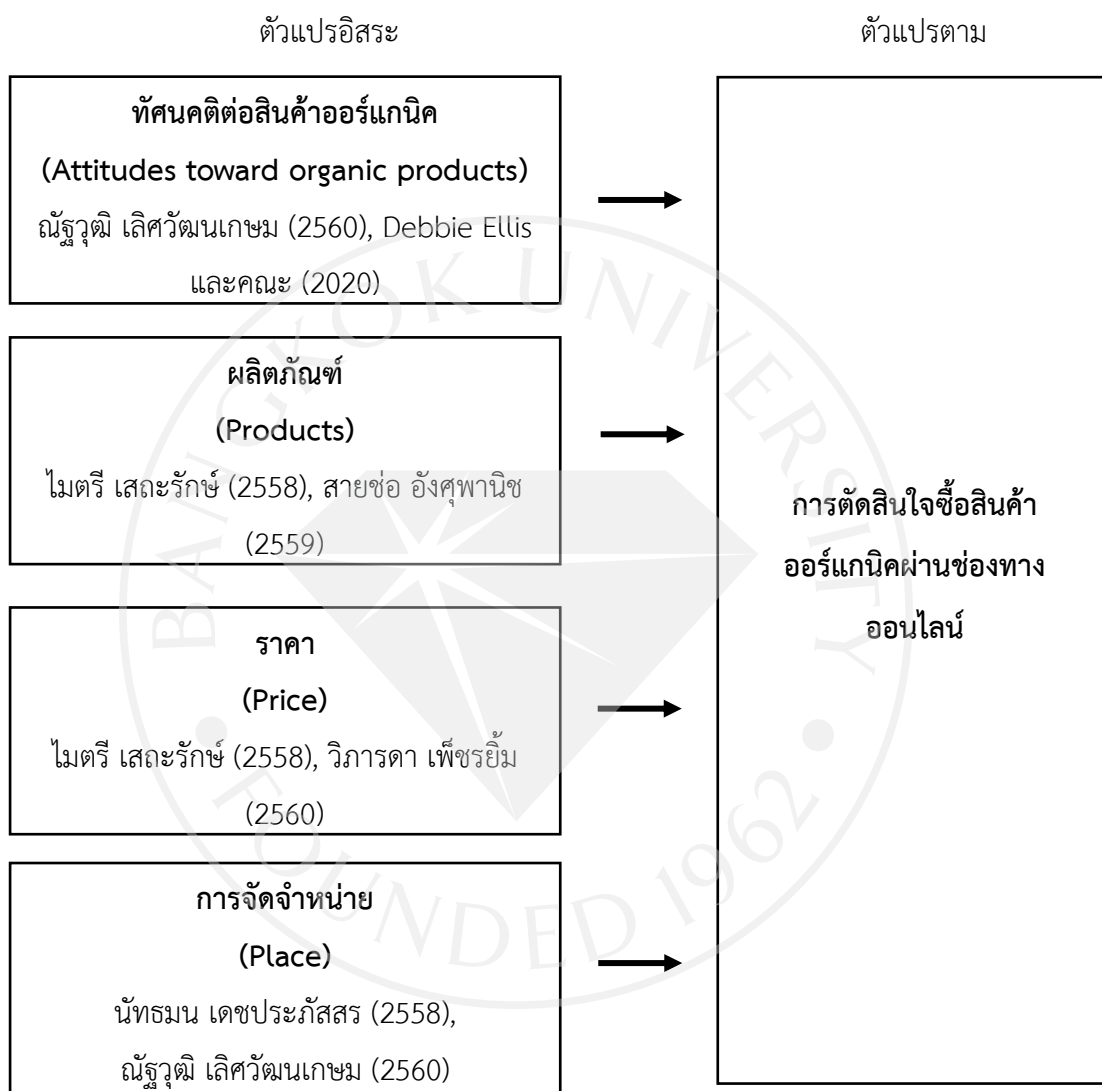 ตัวแปรอิสระ
ตัวแปรตาม
ทัศนคติต่อสินค้าออร์แกนิค
(Attitudes toward organic products)
ณัฐวุฒิ เลิศวัฒนเกษม (2560), Debbie Ellis
และคณะ (2020)
ผลิตภัณฑ์
(Products)
ไมตรี เสถะรักษ์ (2558), สายช่อ อังศุพานิช
(2559)
ราคา
(Price)
ไมตรี เสถะรักษ์ (2558), วิภารดา เพ็ชรยิ้ม
(2560)
การจัดจำหน่าย
(Place)
นัทธมน เดชประภัสสร (2558),
ณัฐวุฒิ เลิศวัฒนเกษม (2560)
การตัดสินใจซื้อสินค้า
ออร์แกนิคผ่านช่องทาง
ออนไลน์
BANGKOK UNIVERSITY
FOUNDED 1962